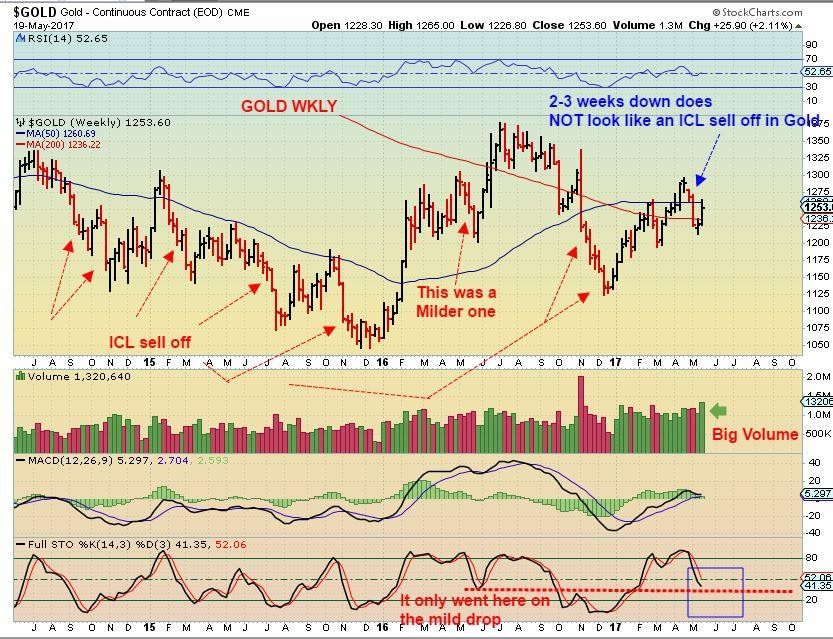 $GOLD Gold - Continuous Contract (EOD) CME
© StockCharts.com
19-May-2017
Open 1228.30 High 1265.00 Low 1226.80 Close 1253.60 Volume 1.3M Chg +25.90 (+2.11%)
RSI(14) 52.65
90
70
52.65
30
10
GOLD WKLY
2-3 weeks down does
NOT look like an ICL sell off in Gold
$GOLD (Weekly) 1253.60
MA(50) 1260.69
MA(200) 1236.22
1350
1325
1300
1275
1253.
1236.
1225
1200
1175
1150
1125
1100
1075
1050
This was a
Milder one
ICL sell off
J A S O N D 15 F M A M J J A S O N D 16 F M A M J J A S O N D 17 F M A M J J A S O
Volume 1,320,640
2.0M
1.5M
13206
1.0M
500K
Big Volume
MACD(12,26,9) 5.297, 2.704, 2.593
40
20
5.297
-20
-40
Full STO %K(14,3) %D(3) 41.35, 52.06
80
52.06
41.35
20
It only went here on
the mild drop
J A S O N D 15 F M A M J J A S O N D 16 F M A M J J A S O N D 17 F M A M J J A S O